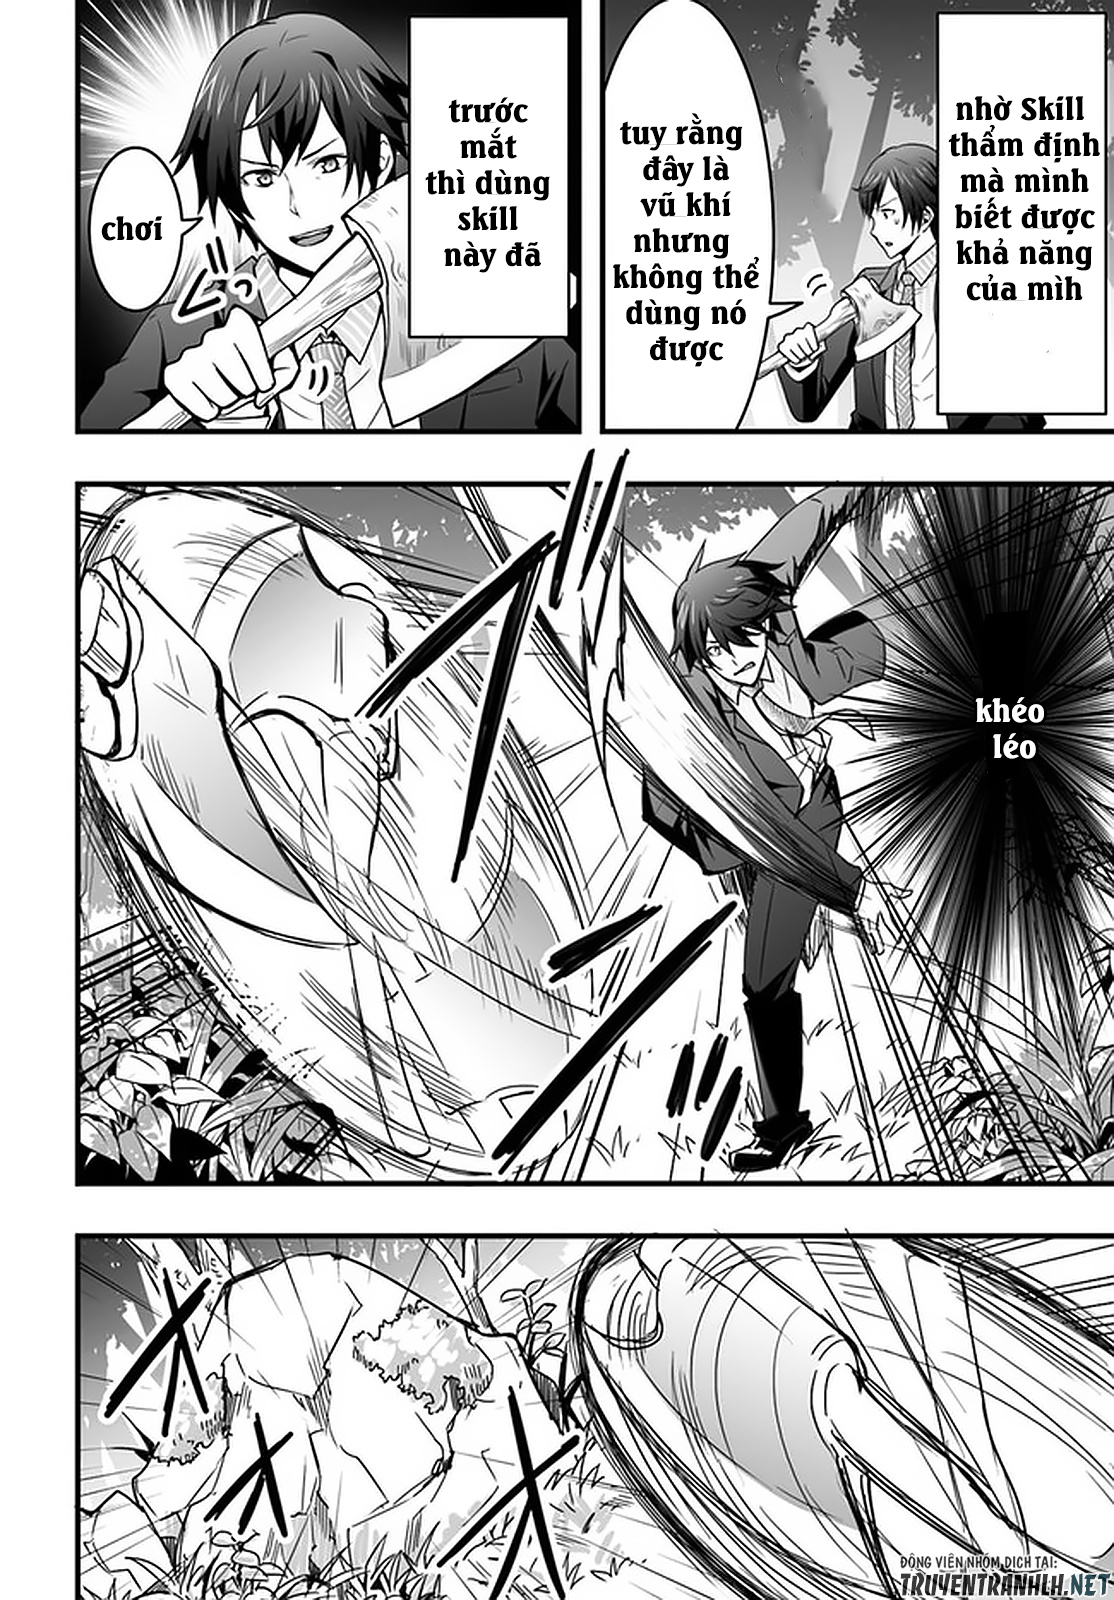 nhờ Skill
thẩm định
mà mình
biết được
khả năng
của mìh
tuy rằng
đây là
vũ khí
nhưng
không thể
dùng nó
được
trước
mắt
thì dùng
skill
này đã
chơi
ぐっ
khéo
léo
ĐỘNG VIÊN NHÓM DỊCH TẠI:
TRUYENTRANHLH.NET